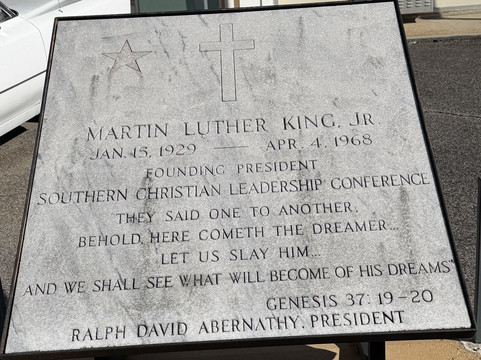 MARTIN LUTHER KING, JR.
JAN. 15, 1929 — APR. 4, 1968
FOUNDING PRESIDENT
SOUTHERN CHRISTIAN LEADERSHIP CONFERENCE
THEY SAID ONE TO ANOTHER,
BEHOLD, HERE COMETH THE DREAMER...
LET US SLAY HIM...
AND WE SHALL SEE WHAT WILL BECOME OF HIS DREAMS"
GENESIS 37: 19-20
RALPH DAVID ABERNATHY, PRESIDENT